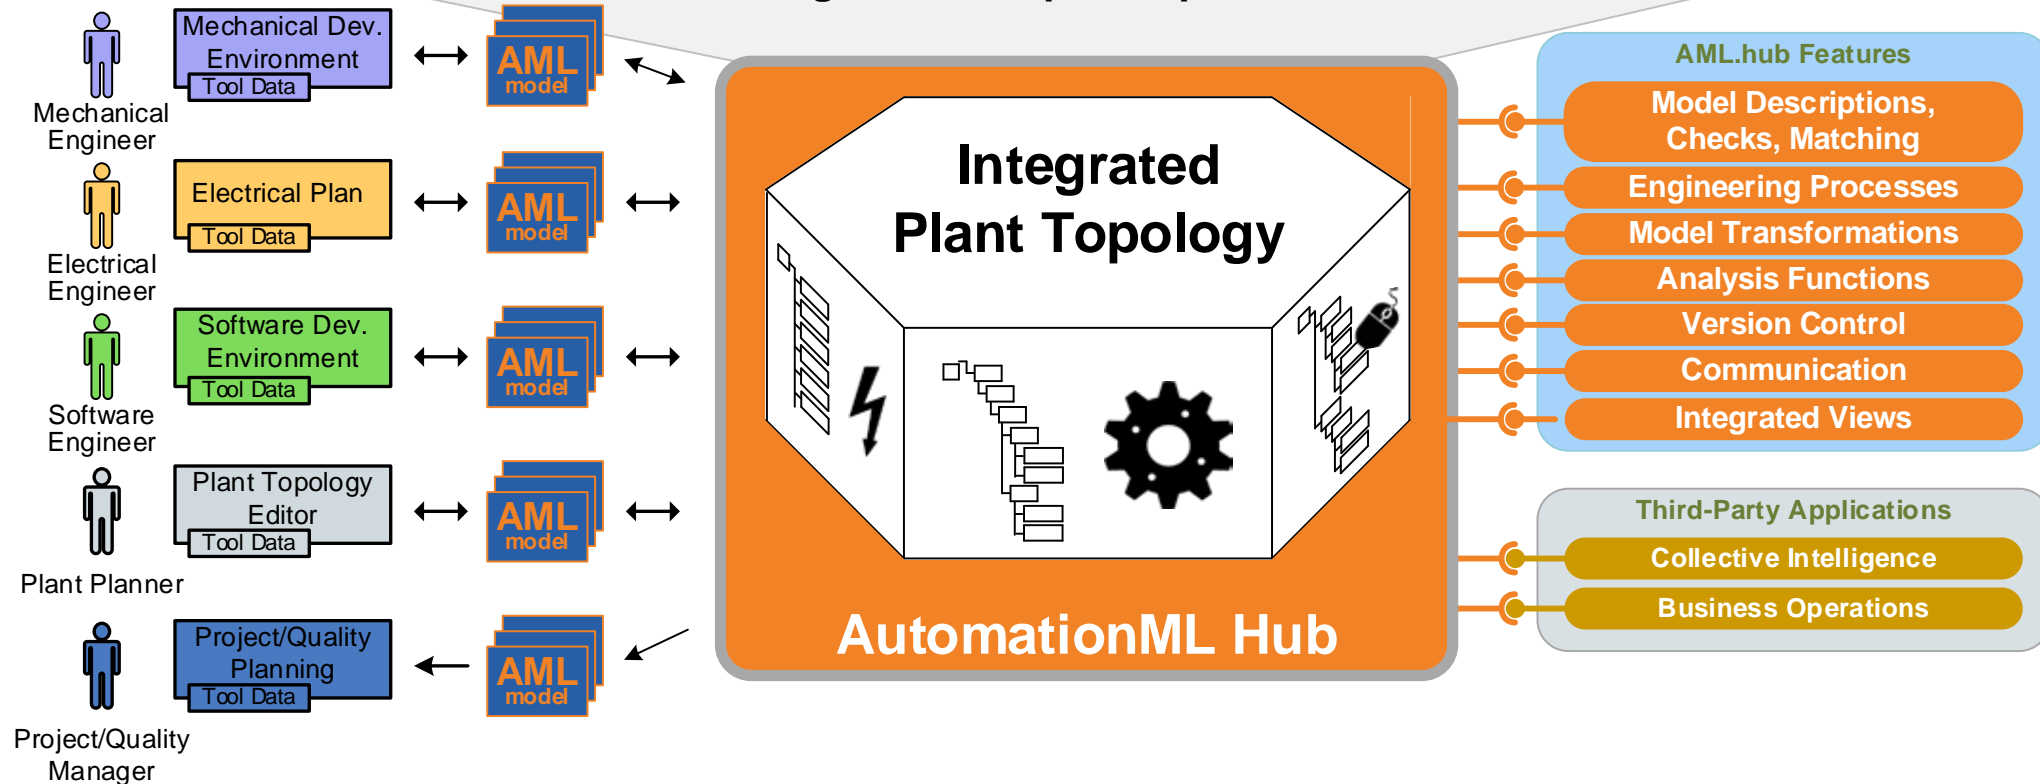 Mechanical Dev.
Environment
Tool Data
Mechanical
Engineer
AML
model
Electrical Plan
Tool Data
Electrical
Engineer
AML
model
Software Dev.
Environment
Tool Data
Software
Engineer
AML
model
Plant Topology
Editor
Tool Data
Plant Planner
AML
model
Project/Quality
Planning
Tool Data
Project/Quality
Manager
AML
model
Integrated
Plant Topology
AutomationML Hub
AML.hub Features
Model Descriptions,
Checks, Matching
Engineering Processes
Model Transformations
Analysis Functions
Version Control
Communication
Integrated Views
Third-Party Applications
Collective Intelligence
Business Operations